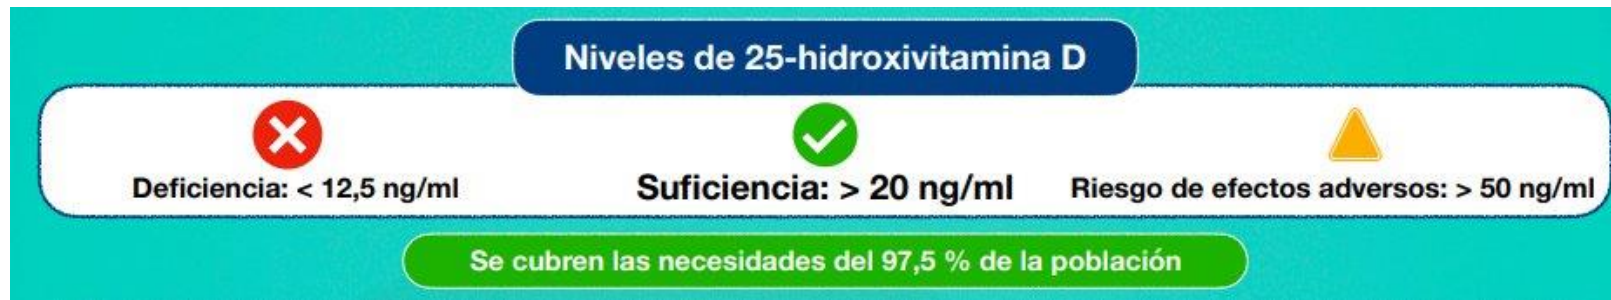 Niveles de 25-hidroxivitamina D
Deficiencia: < 12,5 ng/ml
Suficiencia: > 20 ng/ml
Riesgo de efectos adversos: > 50 ng/ml
Se cubren las necesidades del 97,5 % de la población